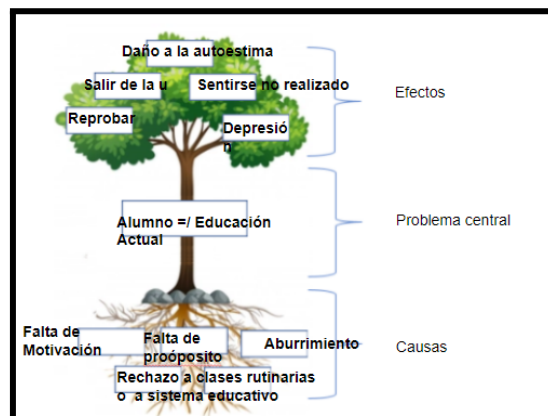 Daño a la autoestima
Salir de la u
Sentirse no realizado
Reprobar
Depresió
n
Efectos
Alumno =/ Educación
Actual
Problema central
Falta de
Motivación
Falta de
proóposito
Aburrimiento
Rechazo a clases rutinarias
o a sistema educativo
Causas